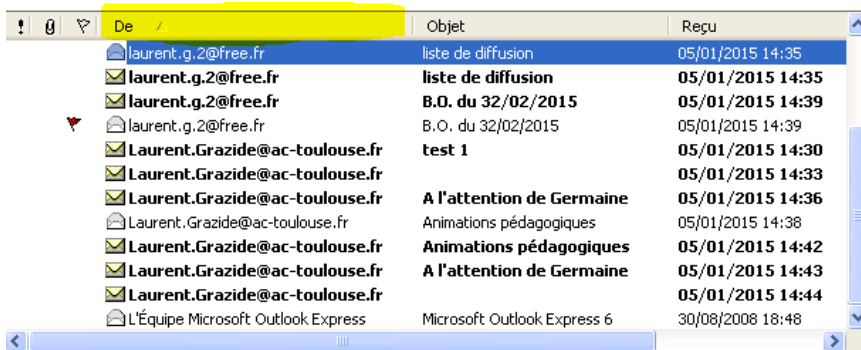 ! De Objet Reçu
laurent.g.2@free.fr liste de diffusion 05/01/2015 14:35
laurent.g.2@free.fr liste de diffusion 05/01/2015 14:35
laurent.g.2@free.fr B.O. du 32/02/2015 05/01/2015 14:39
laurent.g.2@free.fr B.O. du 32/02/2015 05/01/2015 14:39
Laurent.Grazide@ac-toulouse.fr test 1 05/01/2015 14:30
Laurent.Grazide@ac-toulouse.fr 05/01/2015 14:33
Laurent.Grazide@ac-toulouse.fr A l'attention de Germaine 05/01/2015 14:36
Laurent.Grazide@ac-toulouse.fr Animations pédagogiques 05/01/2015 14:38
Laurent.Grazide@ac-toulouse.fr Animations pédagogiques 05/01/2015 14:42
Laurent.Grazide@ac-toulouse.fr A l'attention de Germaine 05/01/2015 14:43
Laurent.Grazide@ac-toulouse.fr 05/01/2015 14:44
L'Équipe Microsoft Outlook Express Microsoft Outlook Express 6 30/08/2008 18:48